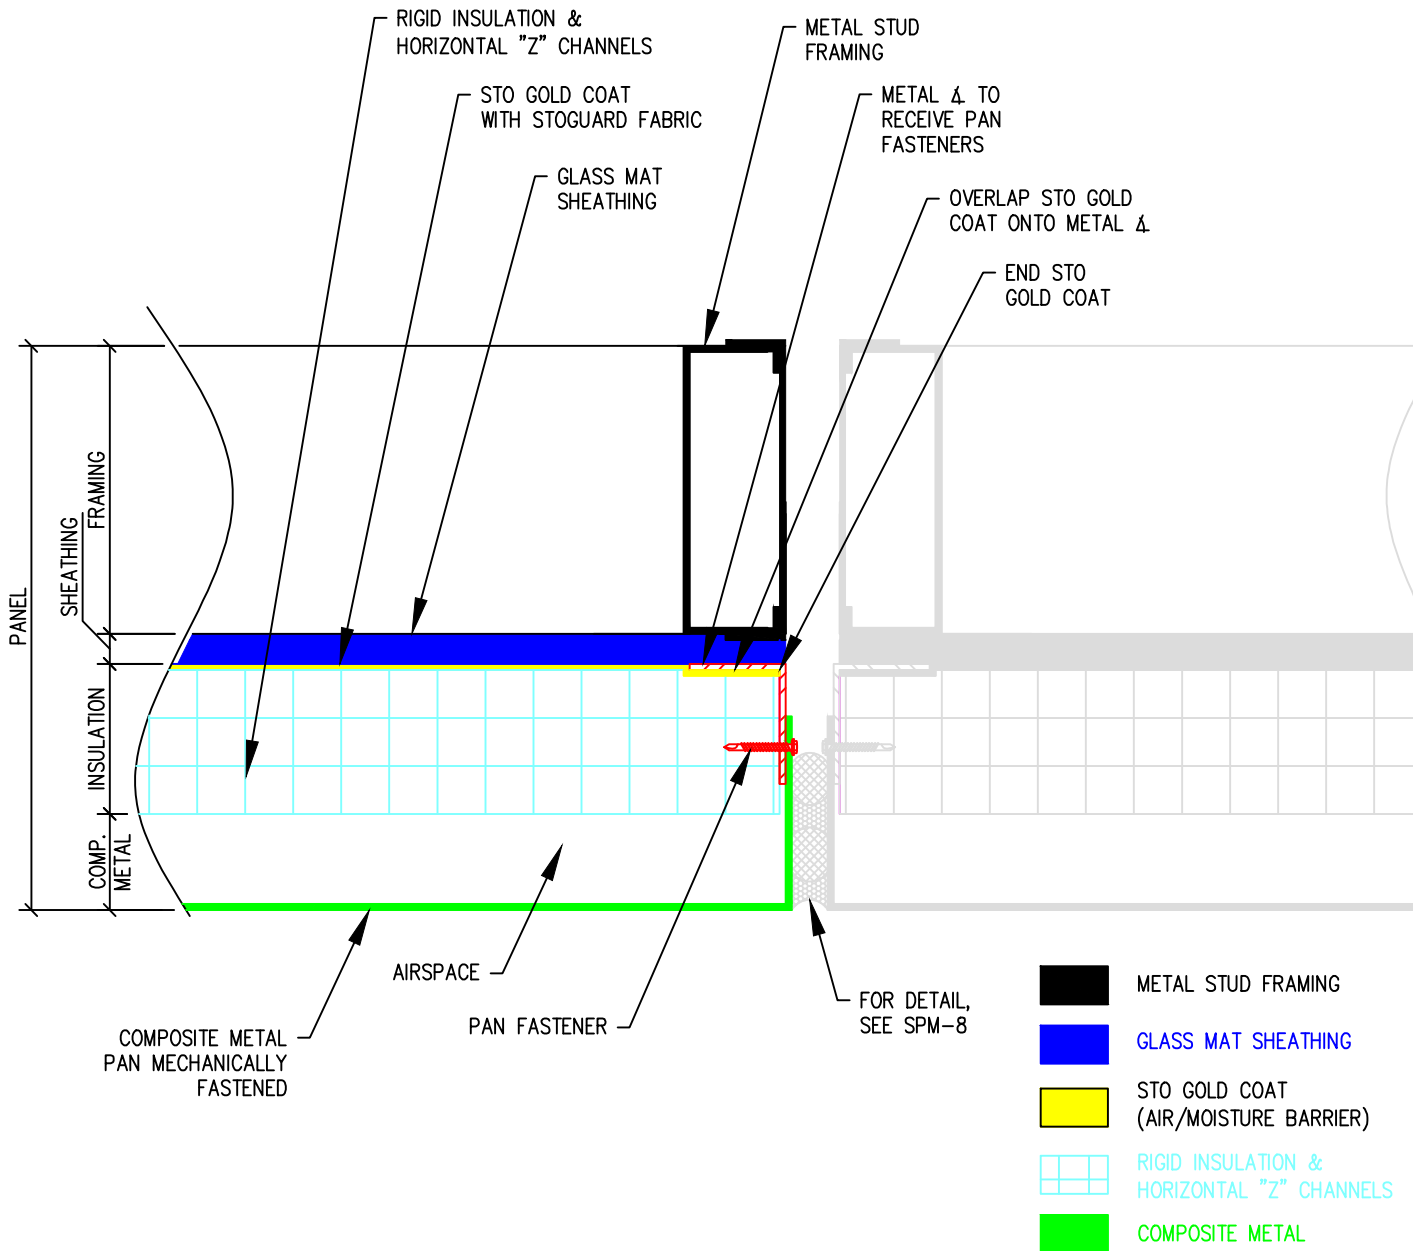 RIGID INSULATION &
HORIZONTAL "Z" CHANNELS
METAL STUD
FRAMING
STO GOLD COAT
WITH STOGUARD FABRIC
METAL ∡ TO
RECEIVE PAN
FASTENERS
GLASS MAT
SHEATHING
OVERLAP STO GOLD
COAT ONTO METAL ∡
END STO
GOLD COAT
PANEL
SHEATHING
FRAMING
INSULATION
COMP.
METAL
AIRSPACE
PAN FASTENER
COMPOSITE METAL
PAN MECHANICALLY
FASTENED
FOR DETAIL,
SEE SPM-8
METAL STUD FRAMING
GLASS MAT SHEATHING
STO GOLD COAT
(AIR/MOISTURE BARRIER)
RIGID INSULATION &
HORIZONTAL "Z" CHANNELS
COMPOSITE METAL